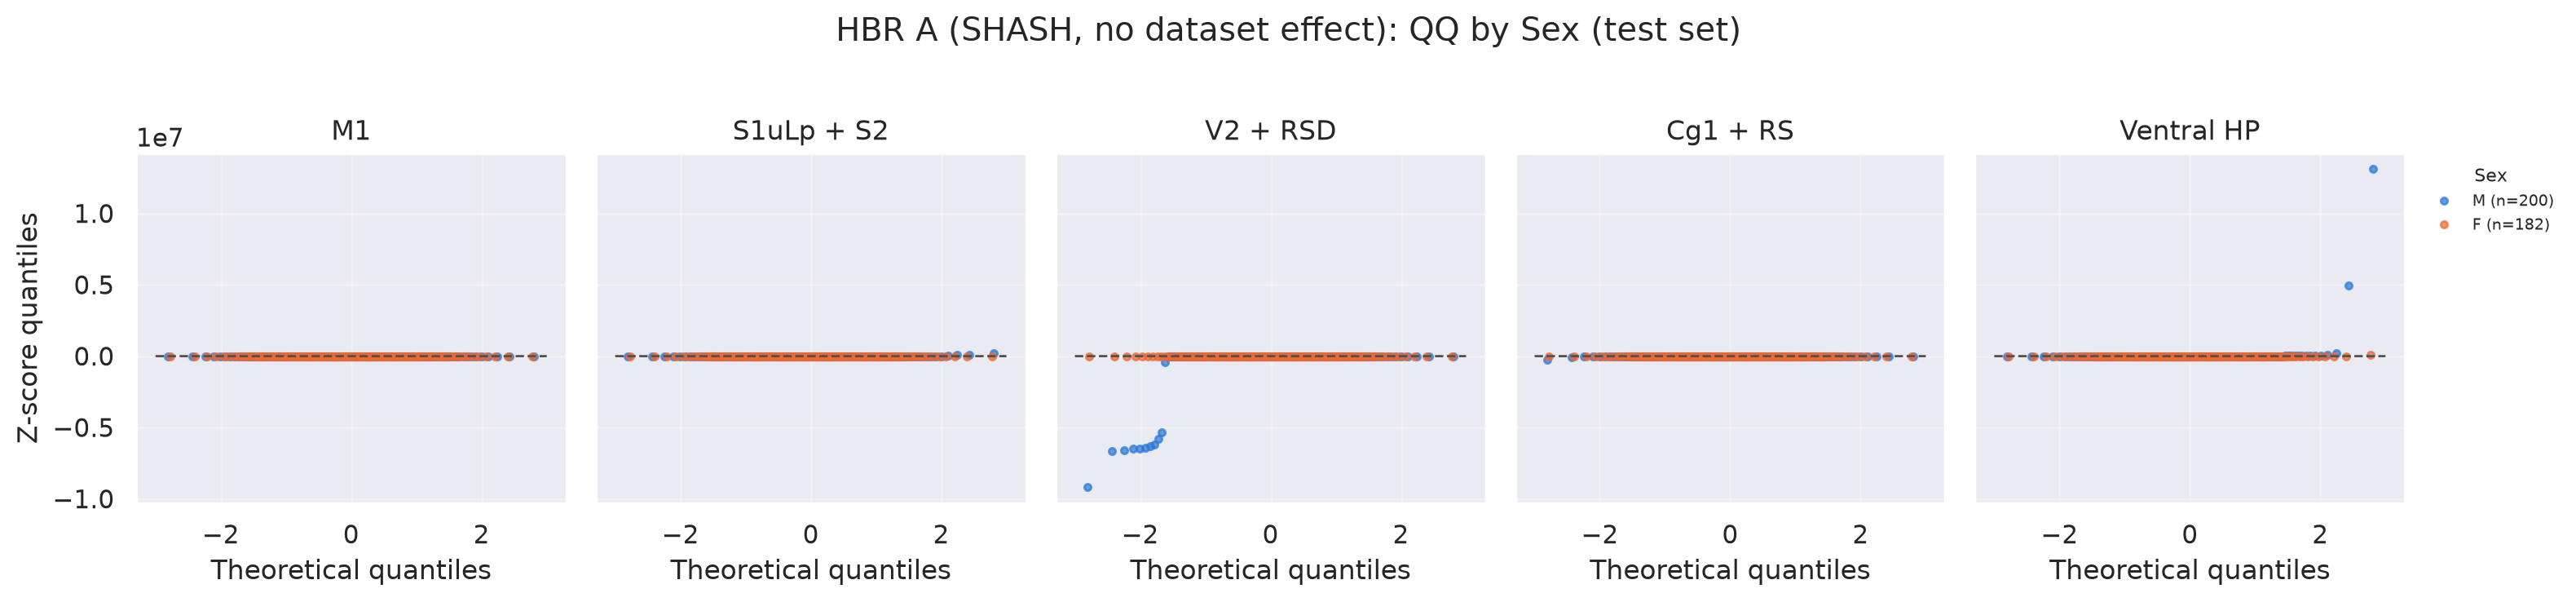 HBR A (SHASH, no dataset effect): QQ by Sex (test set)
1e7
M1
S1uLp + S2
V2 + RSD
Cg1 + RS
Ventral HP
Z-score quantiles
1.0
0.5
0.0
−0.5
−1.0
Sex
M (n=200)
F (n=182)
−2 0 2
−2 0 2
−2 0 2
−2 0 2
−2 0 2
Theoretical quantiles
Theoretical quantiles
Theoretical quantiles
Theoretical quantiles
Theoretical quantiles